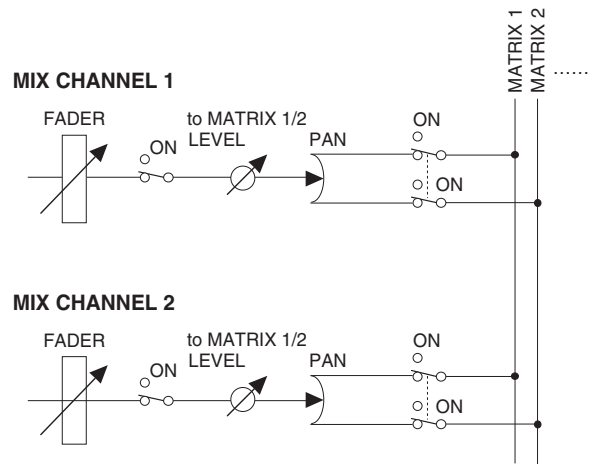 MATRIX 1
MATRIX 2
......
MIX CHANNEL 1
FADER
ON
to MATRIX 1/2
LEVEL
PAN
ON
ON
MIX CHANNEL 2
FADER
ON
to MATRIX 1/2
LEVEL
PAN
ON
ON